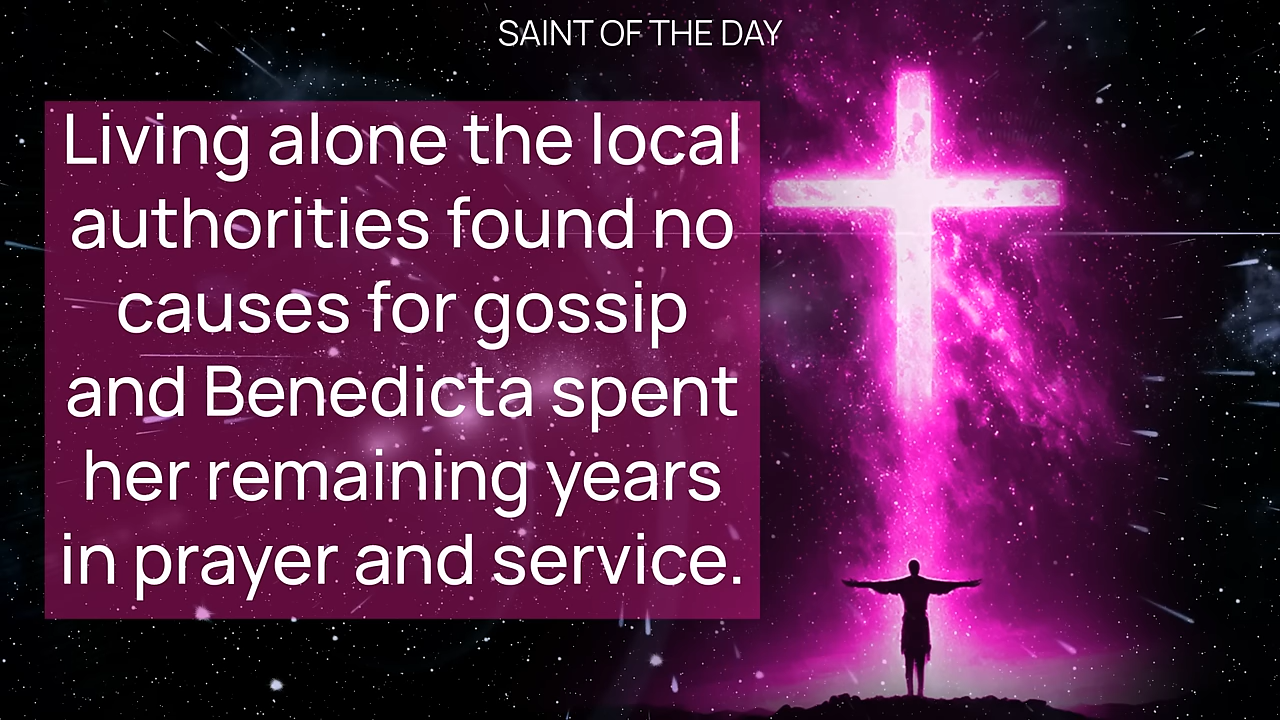 SAINT OF THE DAY
Living alone the local
authorities found no
causes for gossip
and Benedicta spent
her remaining years
in prayer and service.